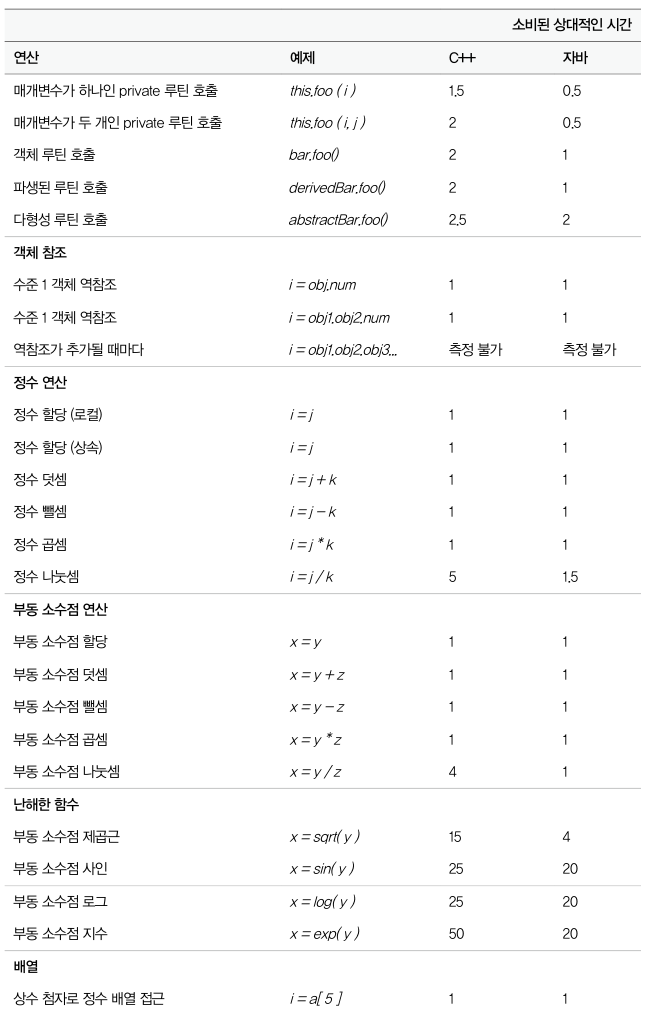 소비된 상대적인 시간
연산 예제 C++ 자바
매개변수가 하나인 private 루틴 호출 this.foo ( i ) 1.5 0.5
매개변수가 두 개인 private 루틴 호출 this.foo ( i, j ) 2 0.5
객체 루틴 호출 bar.foo() 2 1
파생된 루틴 호출 derivedBar.foo() 2 1
다형성 루틴 호출 abstractBar.foo() 2.5 2
객체 참조
수준 1 객체 역참조 i = obj.num 1 1
수준 1 객체 역참조 i = obj1.obj2.num 1 1
역참조가 추가될 때마다 i = obj1.obj2.obj3... 측정 불가 측정 불가
정수 연산
정수 할당 (로컬) i = j 1 1
정수 할당 (상속) i = j 1 1
정수 덧셈 i = j + k 1 1
정수 뺄셈 i = j - k 1 1
정수 곱셈 i = j * k 1 1
정수 나눗셈 i = j / k 5 1.5
부동 소수점 연산
부동 소수점 할당 x = y 1 1
부동 소수점 덧셈 x = y + z 1 1
부동 소수점 뺄셈 x = y - z 1 1
부동 소수점 곱셈 x = y * z 1 1
부동 소수점 나눗셈 x = y / z 4 1
난해한 함수
부동 소수점 제곱근 x = sqrt( y ) 15 4
부동 소수점 사인 x = sin( y ) 25 20
부동 소수점 로그 x = log( y ) 25 20
부동 소수점 지수 x = exp( y ) 50 20
배열
상수 첨자로 정수 배열 접근 i = a[ 5 ] 1 1